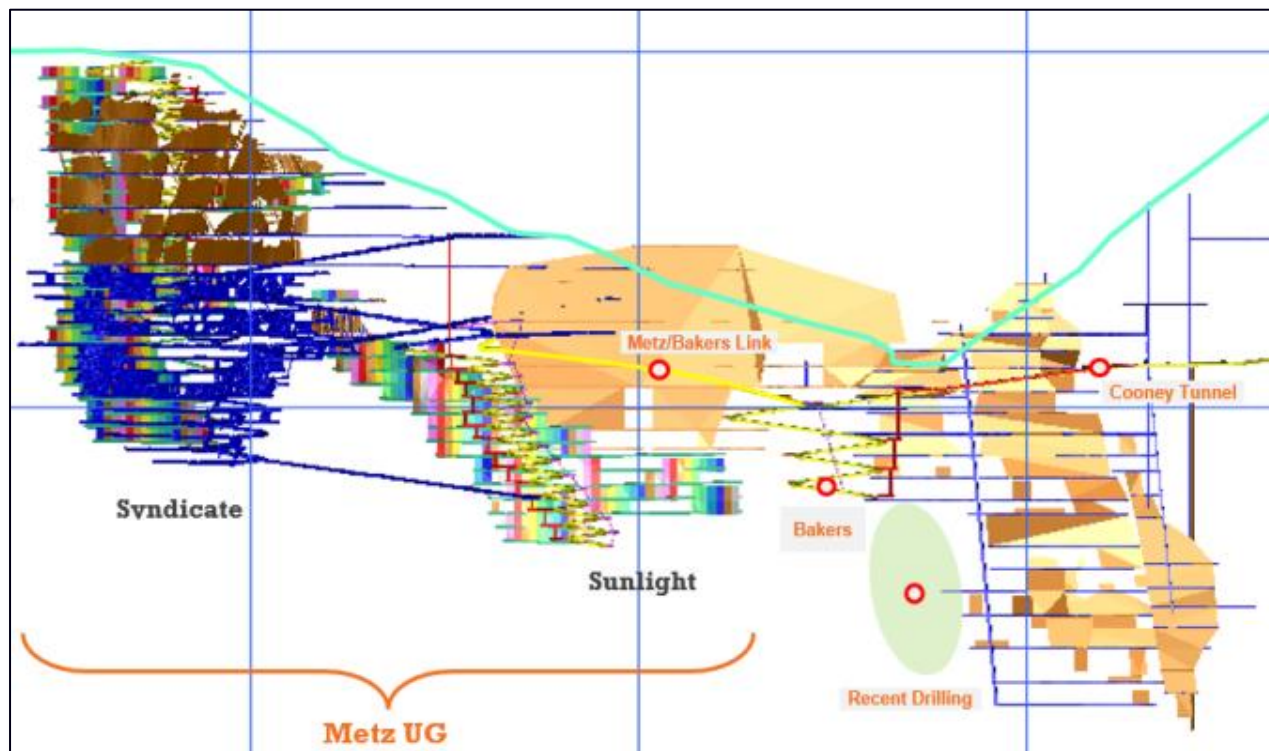 Metz/Bakers Link
Cooney Tunnel
Syndicate
Bakers
Sunlight
Recent Drilling
Metz UG